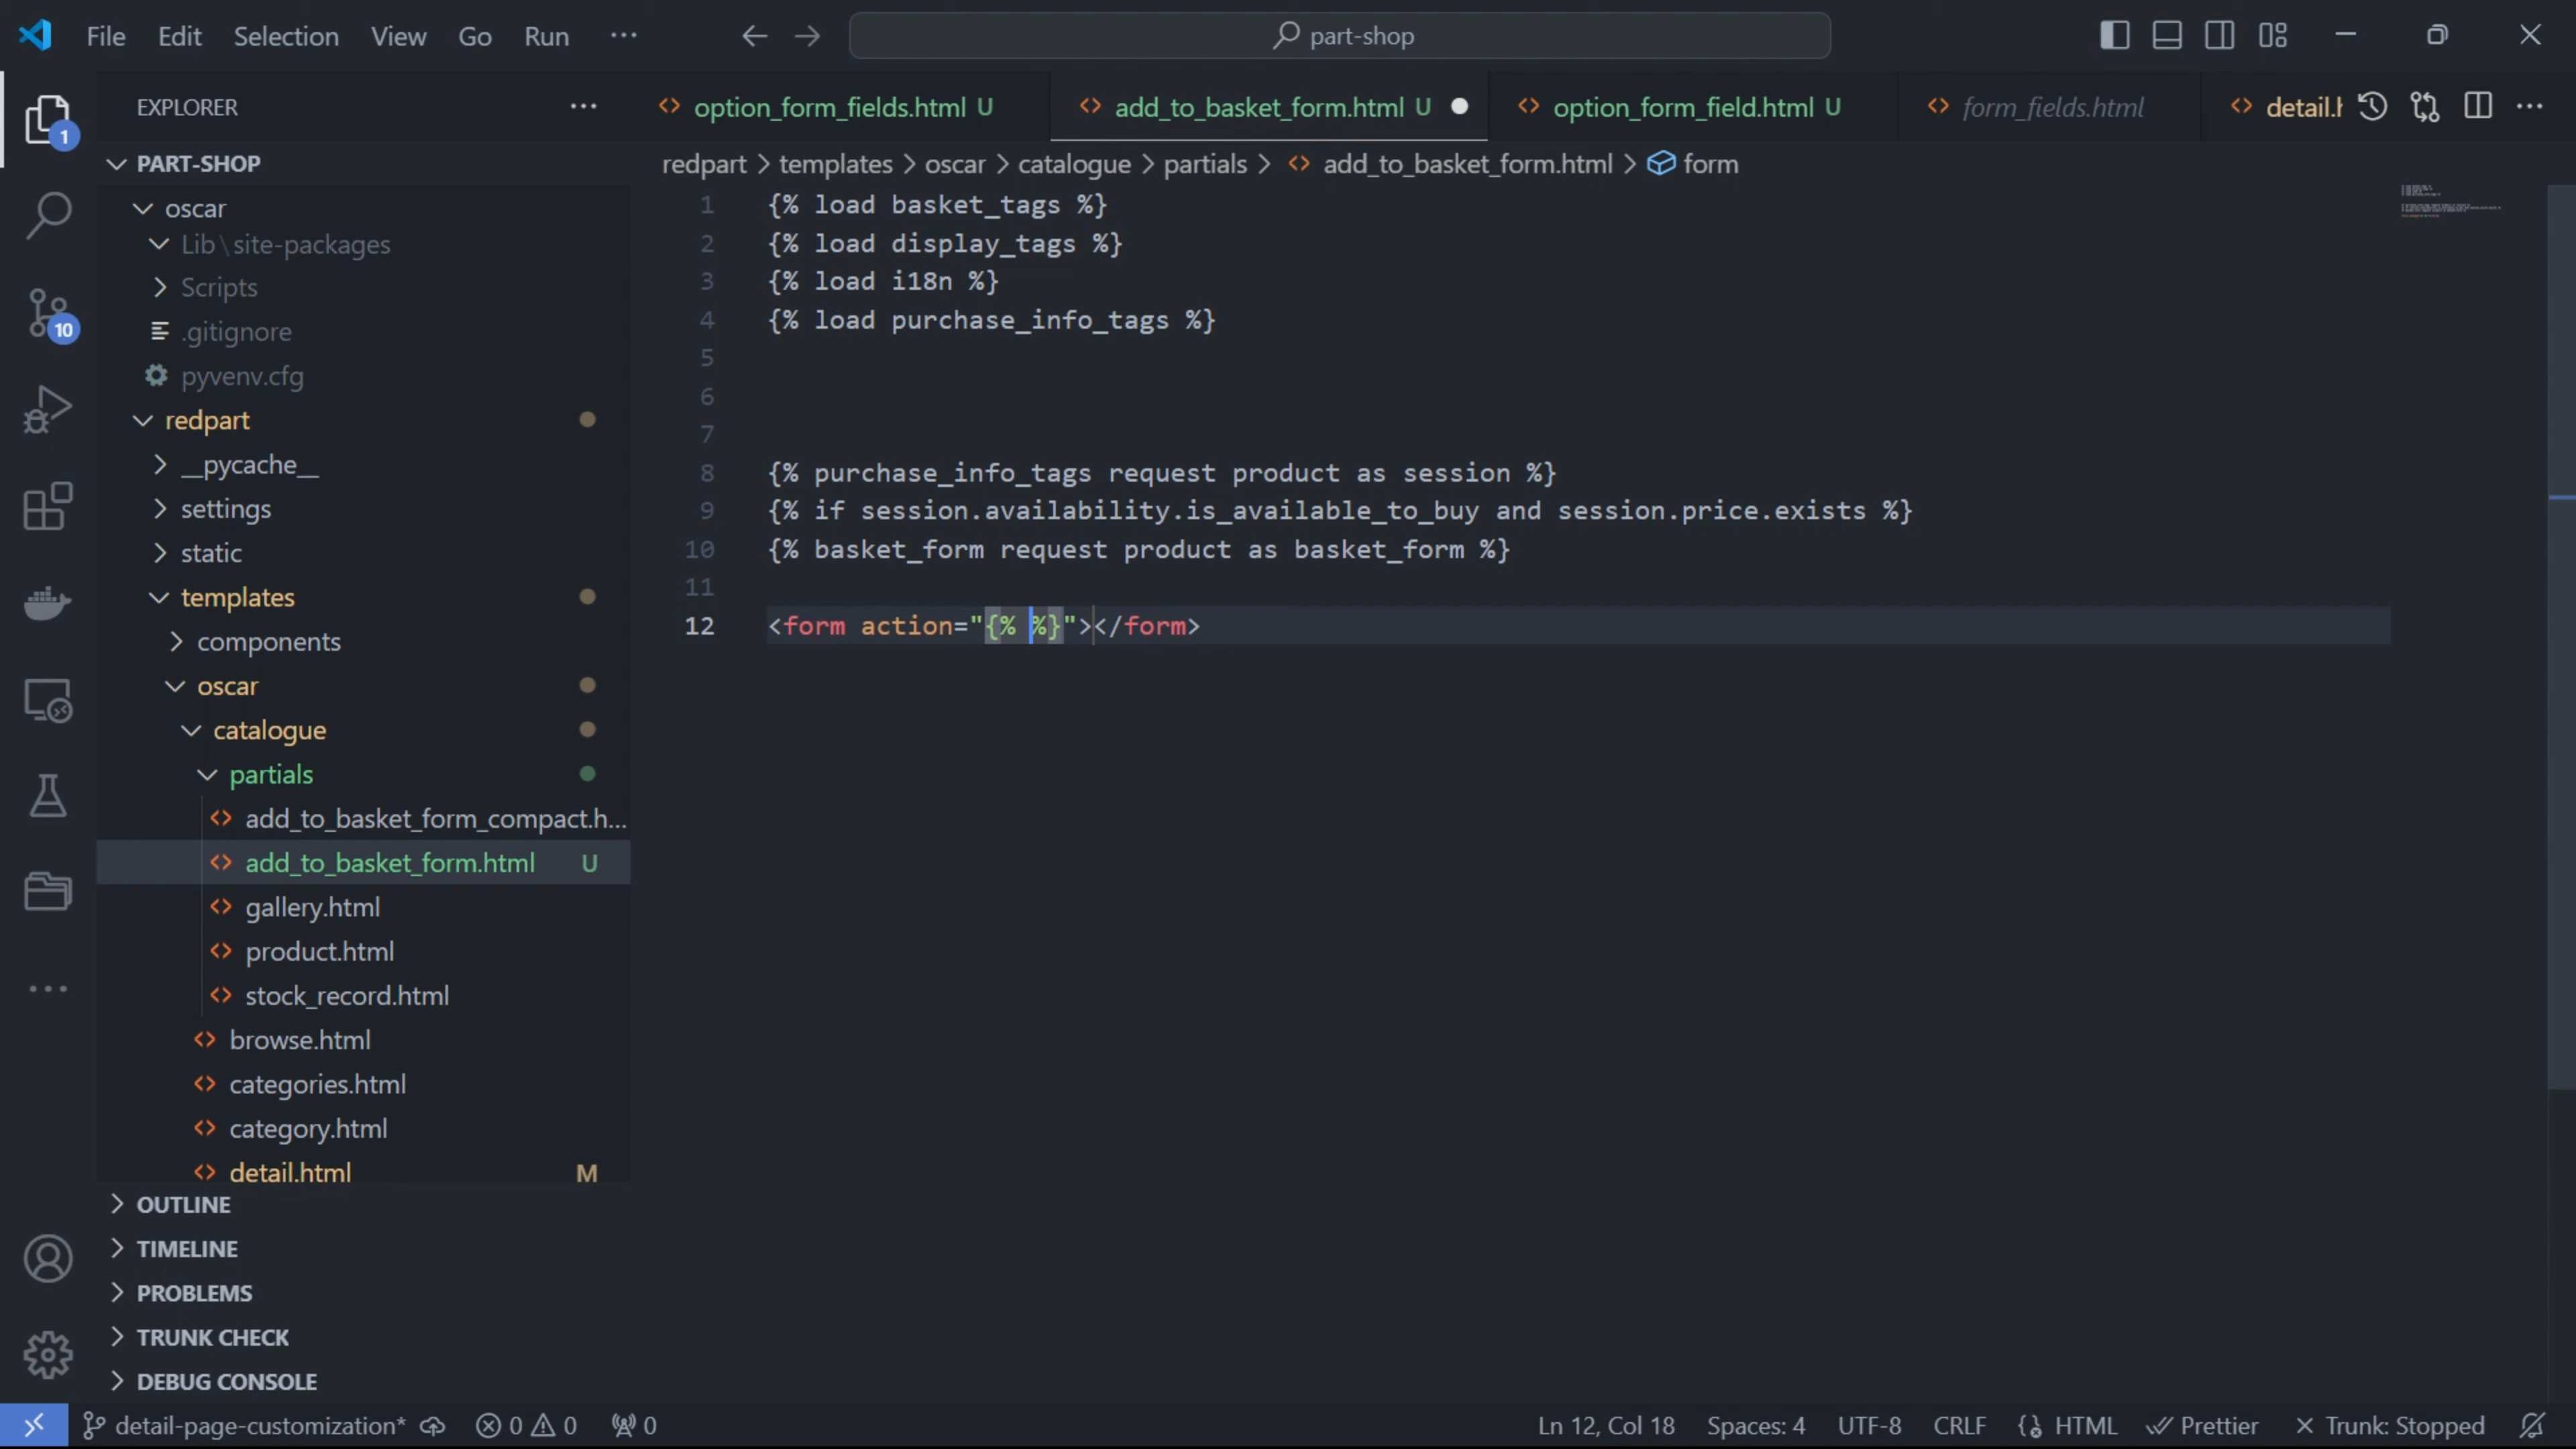 File Edit Selection View Go Run ···
part-shop
EXPLORER
option_form_fields.html U
add_to_basket_form.html U
option_form_field.html U
form_fields.html
detail.h
PART-SHOP
redpart > templates > oscar > catalogue > partials > add_to_basket_form.html > form
oscar
Lib\site-packages
Scripts
.gitignore
pyvenv.cfg
redpart
__pycache__
settings
static
templates
components
oscar
catalogue
partials
add_to_basket_form_compact.h...
add_to_basket_form.html U
gallery.html
product.html
stock_record.html
browse.html
categories.html
category.html
detail.html M
OUTLINE
TIMELINE
PROBLEMS
TRUNK CHECK
DEBUG CONSOLE
1
10
1 {% load basket_tags %}
2 {% load display_tags %}
3 {% load i18n %}
4 {% load purchase_info_tags %}
5
6
7
8 {% purchase_info_tags request product as session %}
9 {% if session.availability.is_available_to_buy and session.price.exists %}
10 {% basket_form request product as basket_form %}
11
12 <form action="{% %}"></form>
detail-page-customization* 0 0 0
Ln 12, Col 18 Spaces: 4 UTF-8 CRLF HTML Prettier Trunk: Stopped